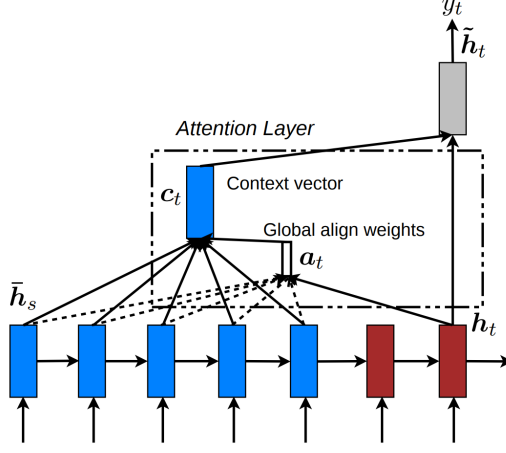 y_t
h̃_t
Attention Layer
c_t
Context vector
Global align weights
a_t
h̄_s
h_t